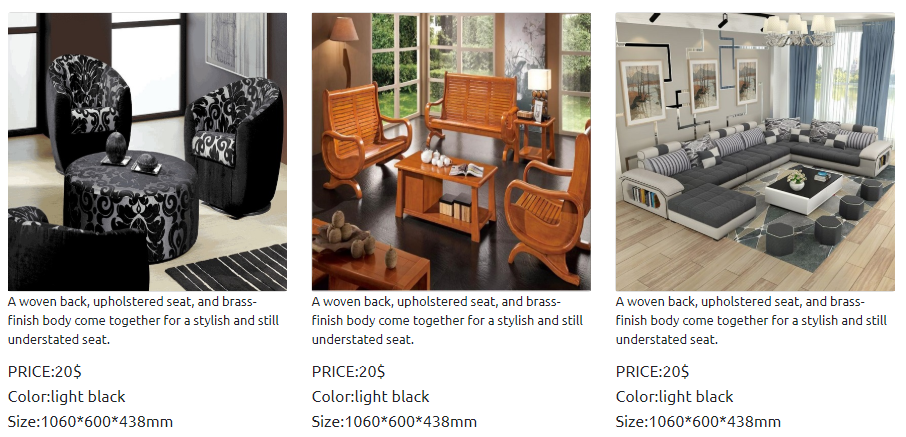 A woven back, upholstered seat, and brass-
finish body come together for a stylish and still
understated seat.
PRICE:20$
Color:light black
Size:1060*600*438mm
A woven back, upholstered seat, and brass-
finish body come together for a stylish and still
understated seat.
PRICE:20$
Color:light black
Size:1060*600*438mm
A woven back, upholstered seat, and brass-
finish body come together for a stylish and still
understated seat.
PRICE:20$
Color:light black
Size:1060*600*438mm